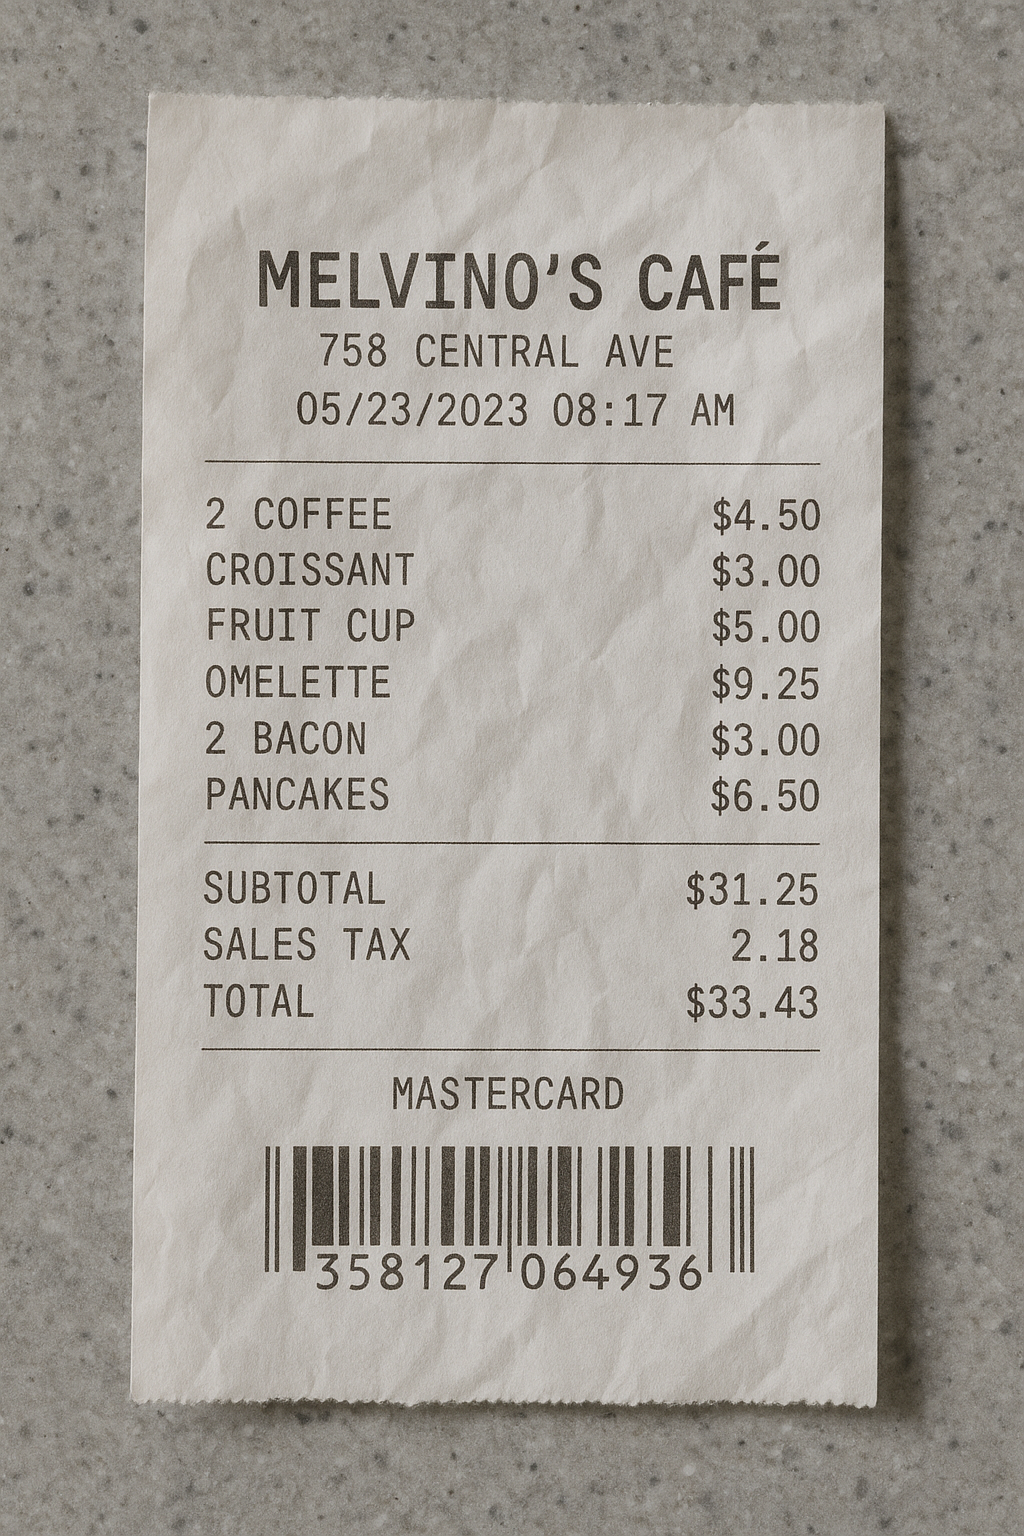 MELVINO'S CAFÉ
758 CENTRAL AVE
05/23/2023 08:17 AM
2 COFFEE $4.50
CROISSANT $3.00
FRUIT CUP $5.00
OMELETTE $9.25
2 BACON $3.00
PANCAKES $6.50
SUBTOTAL $31.25
SALES TAX 2.18
TOTAL $33.43
MASTERCARD
358127 064936